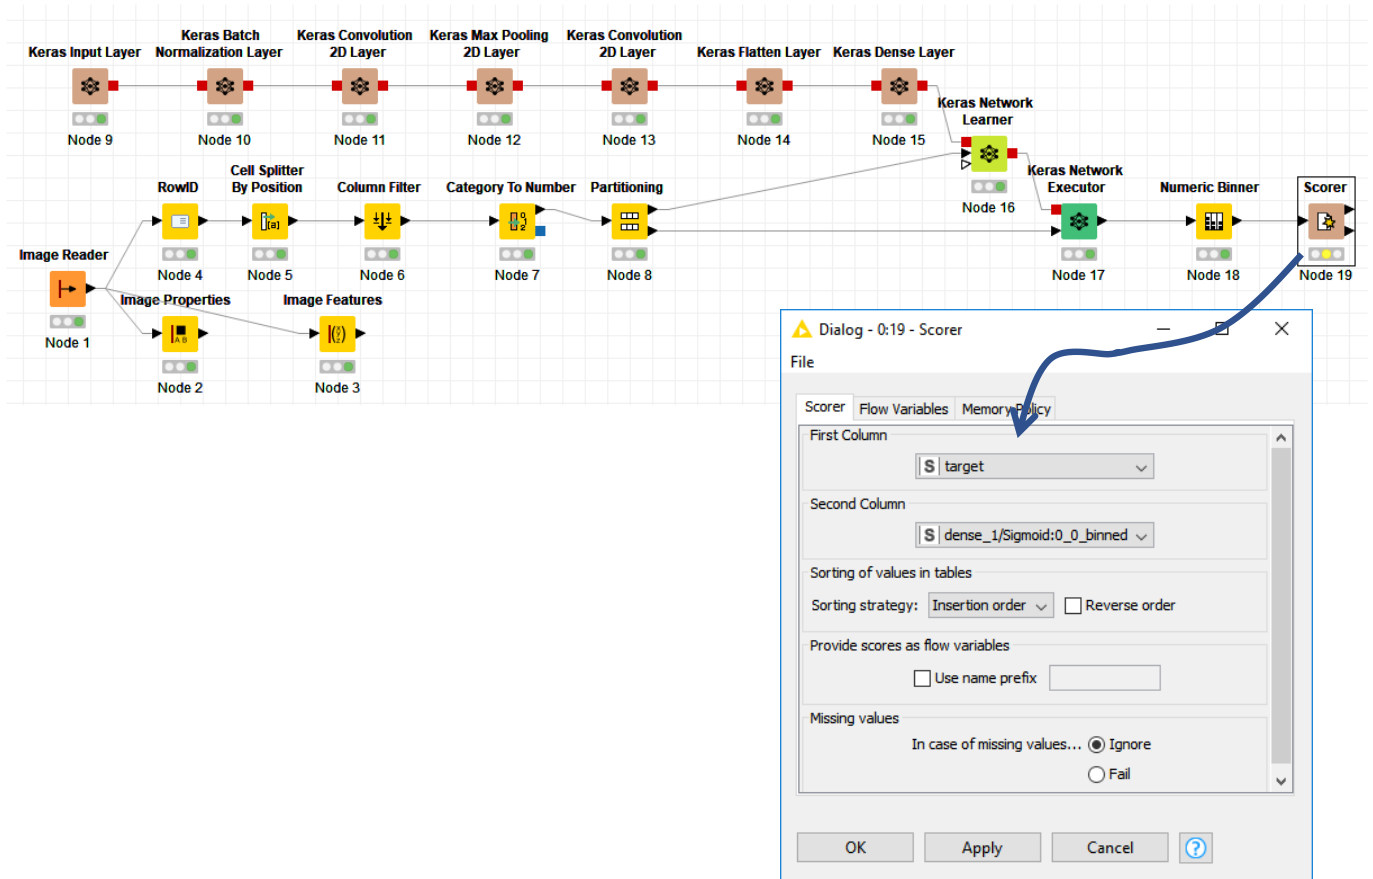 Keras Input Layer
Keras Batch
Normalization Layer
Keras Convolution
2D Layer
Keras Max Pooling
2D Layer
Keras Convolution
2D Layer
Keras Flatten Layer
Keras Dense Layer
Node 9
Node 10
Node 11
Node 12
Node 13
Node 14
Node 15
Keras Network
Learner
Node 16
RowID
Cell Splitter
By Position
Column Filter
Category To Number
Partitioning
Keras Network
Executor
Numeric Binner
Scorer
Node 4
Node 5
Node 6
Node 7
Node 8
Node 17
Node 18
Node 19
Image Reader
Node 1
Image Properties
Image Features
Node 2
Node 3
Dialog - 0:19 - Scorer
File
Scorer
Flow Variables
Memory Policy
First Column
S target
Second Column
S dense_1/Sigmoid:0_0_binned
Sorting of values in tables
Sorting strategy: Insertion order Reverse order
Provide scores as flow variables
Use name prefix
Missing values
In case of missing values... Ignore
Fail
OK Apply Cancel ?